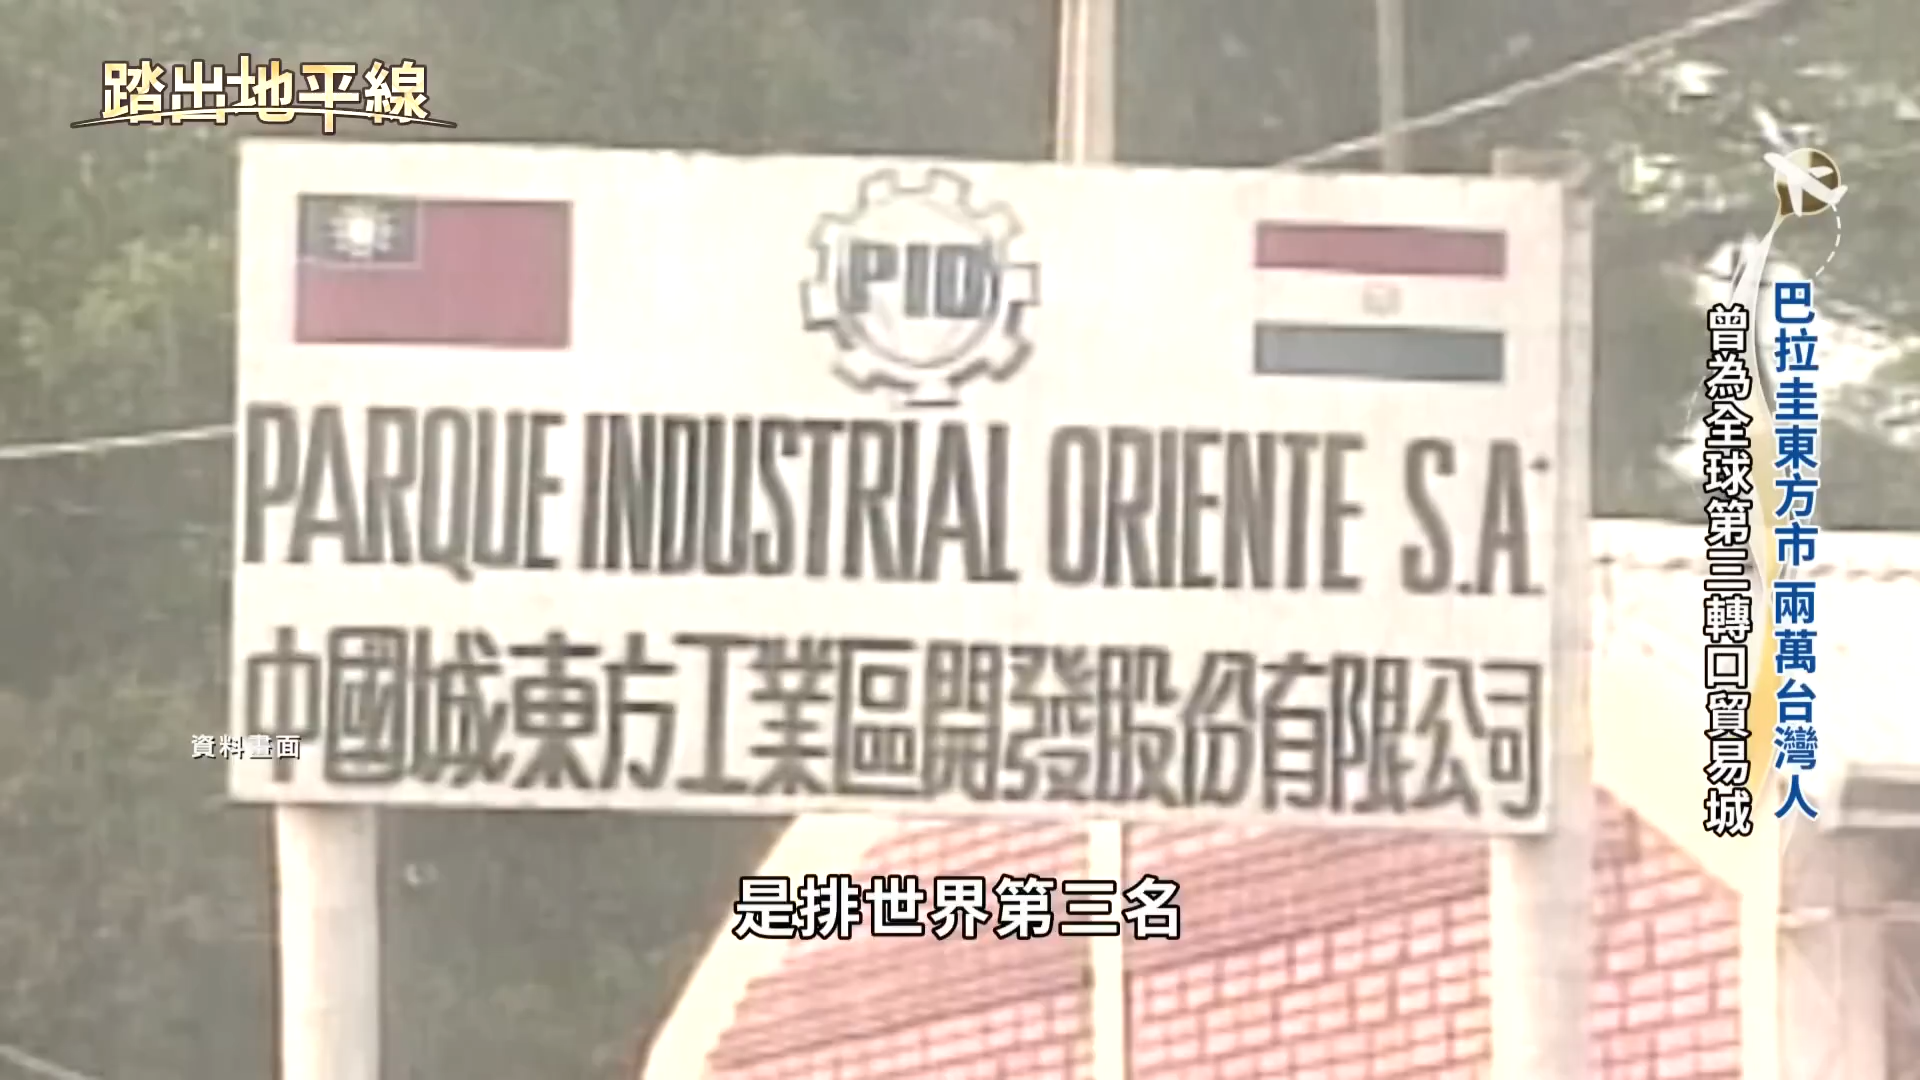 踏出地平線
PID
PARQUE INDUSTRIAL ORIENTE S.A.
中國城東方工業區開發股份有限公司
資料畫面
巴拉圭東方市 兩萬台灣人
曾為全球第三轉口貿易城
是排世界第三名